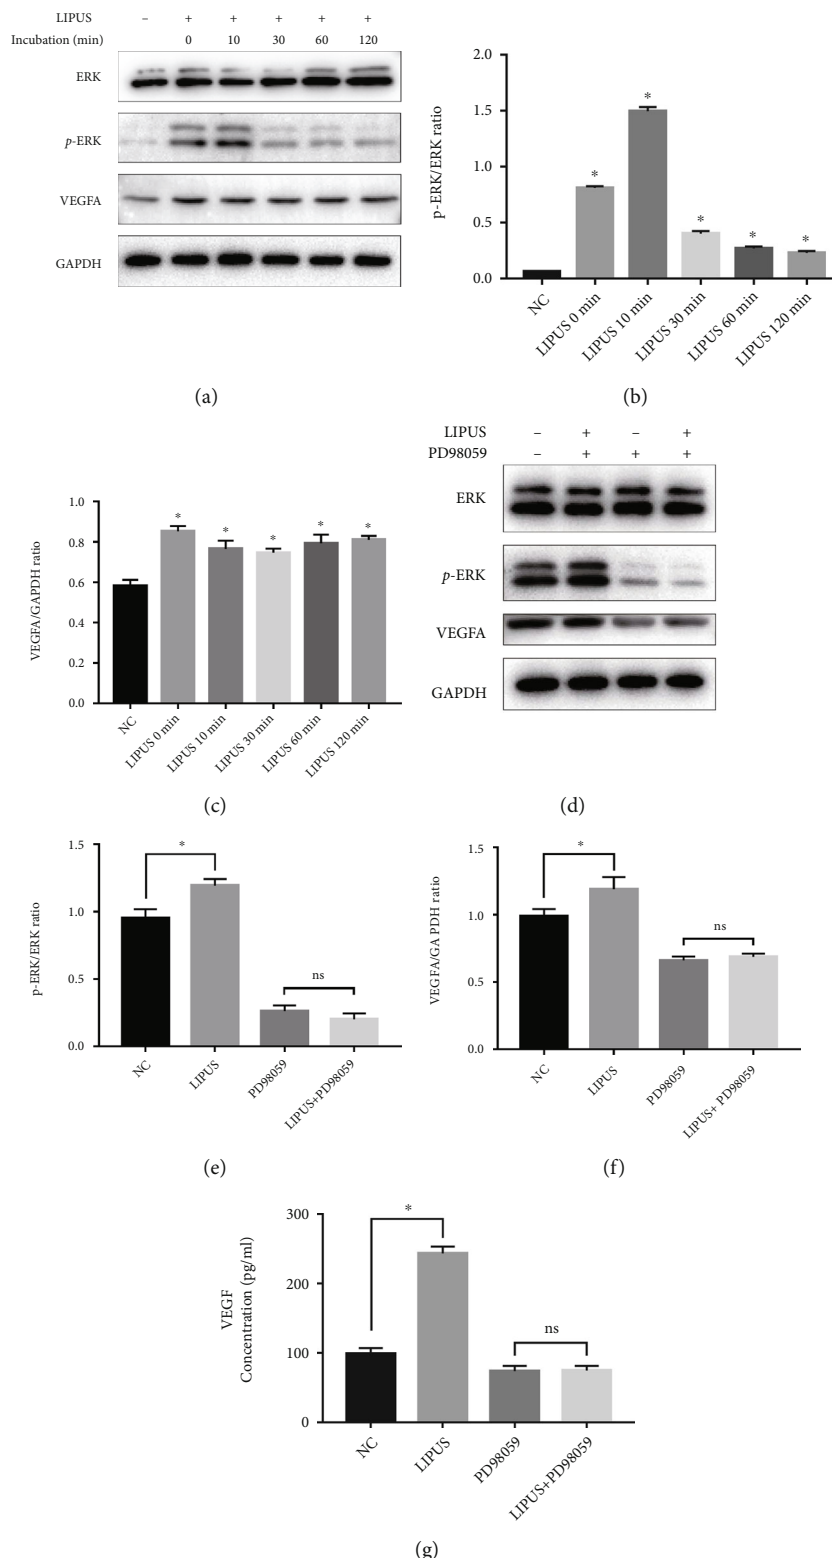 LIPUS – + + + + +
Incubation (min) 0 10 30 60 120
ERK
p-ERK
VEGFA
GAPDH
(a)
p-ERK/ERK ratio
2.0
1.5
1.0
0.5
0.0
* * * * *
NC
LIPUS 0 min
LIPUS 10 min
LIPUS 30 min
LIPUS 60 min
LIPUS 120 min
(b)
VEGFA/GAPDH ratio
1.0
0.8
0.6
0.4
0.2
0.0
* * * * *
NC
LIPUS 0 min
LIPUS 10 min
LIPUS 30 min
LIPUS 60 min
LIPUS 120 min
(c)
LIPUS – + – +
PD98059 – + + +
ERK
p-ERK
VEGFA
GAPDH
(d)
p-ERK/ERK ratio
1.5
1.0
0.5
0.0
*
ns
NC
LIPUS
PD98059
LIPUS+PD98059
(e)
VEGFA/GA PDH ratio
1.5
1.0
0.5
0.0
*
ns
NC
LIPUS
PD98059
LIPUS+ PD98059
(f)
VEGF
Concentration (pg/ml)
300
200
100
0
*
ns
NC
LIPUS
PD98059
LIPUS+PD98059
(g)